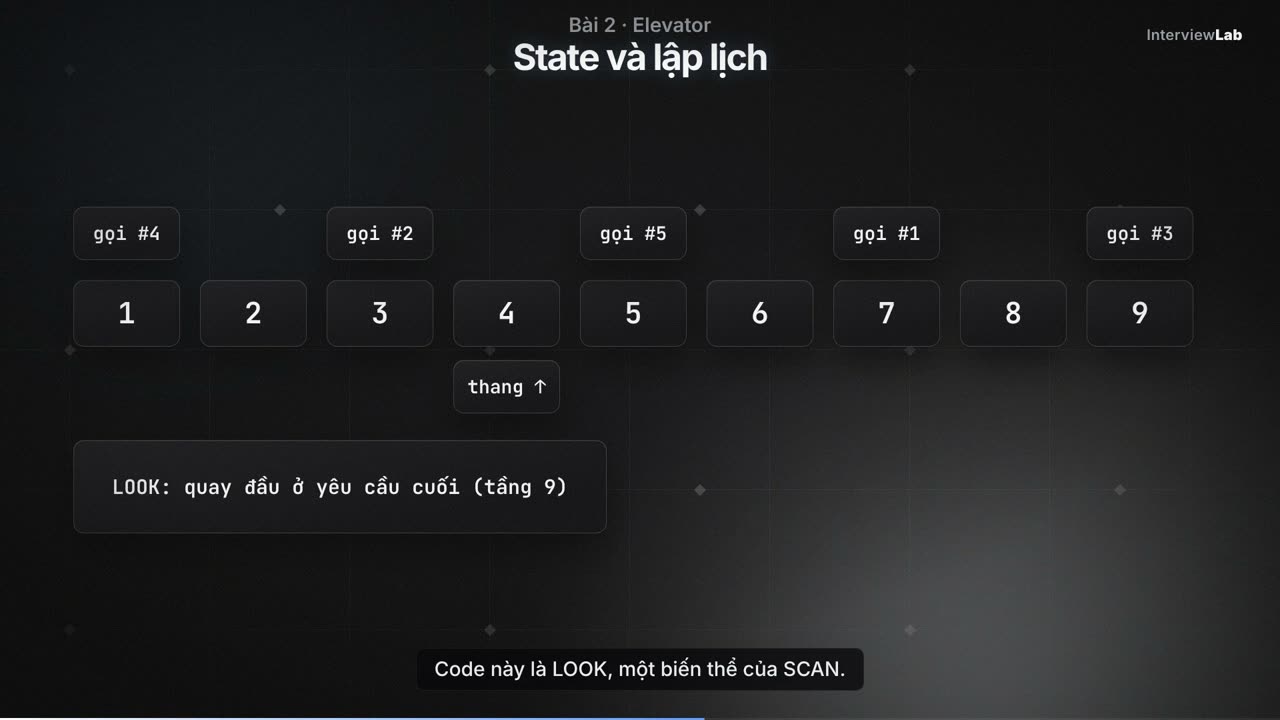 Bài 2 · Elevator
State và lập lịch
InterviewLab
gọi #4 gọi #2 gọi #5 gọi #1 gọi #3
1 2 3 4 5 6 7 8 9
thang ↑
LOOK: quay đầu ở yêu cầu cuối (tầng 9)
Code này là LOOK, một biến thể của SCAN.